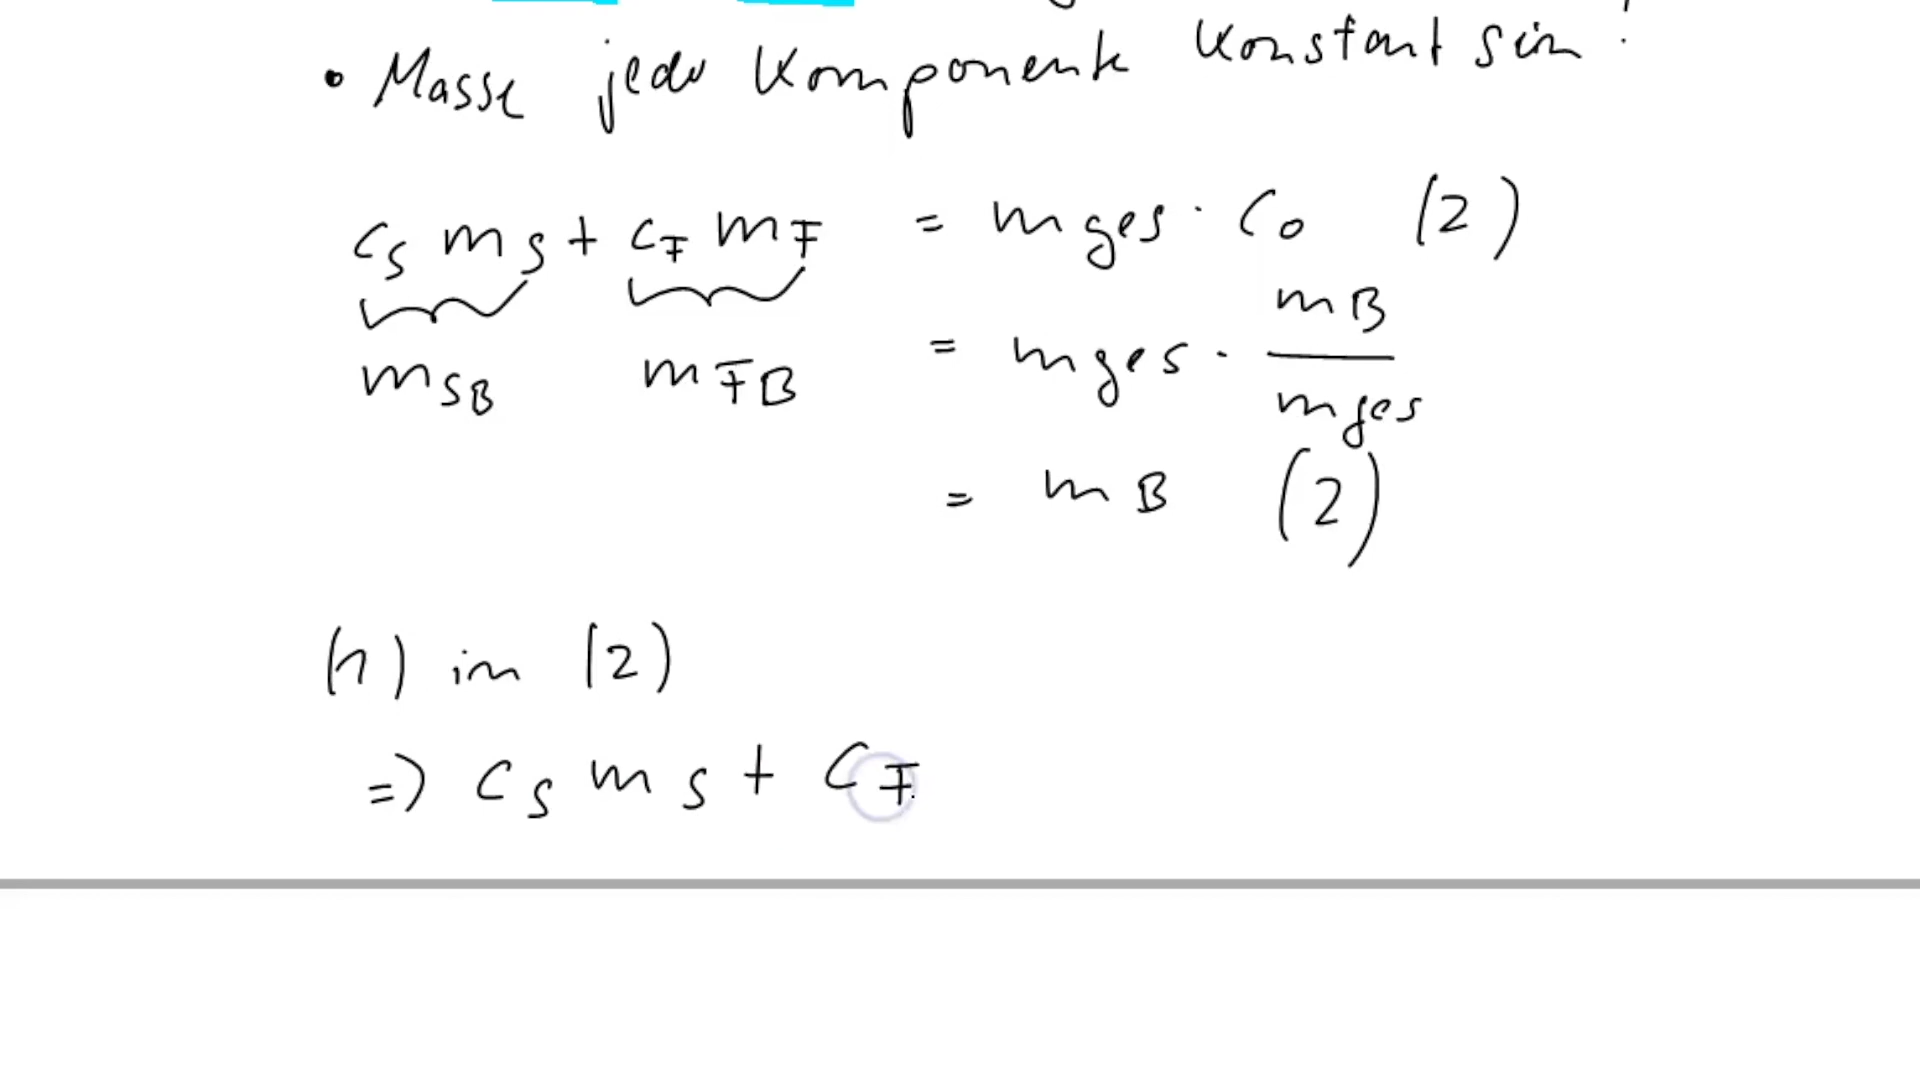 • Masse jeder Komponente konstant sein!
c_S m_S + c_F m_F = m_ges · c_0 (2)
m_SB m_FB = m_ges · m_B / m_ges
= m_B (2)
(1) in (2)
=> c_S m_S + c_F